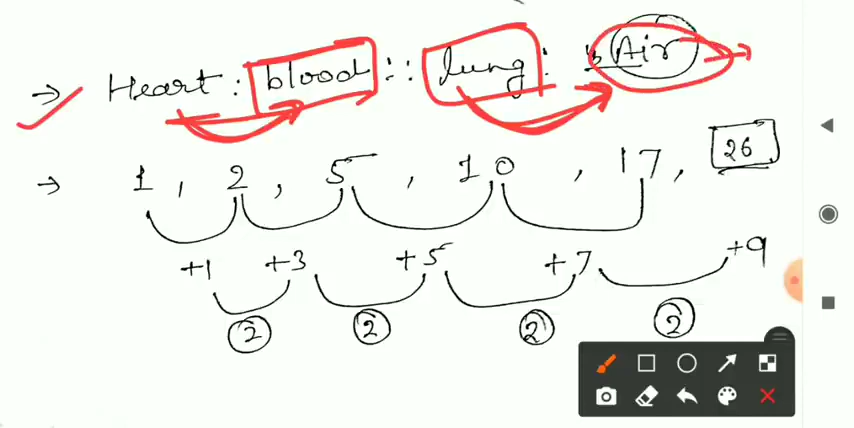 → Heart : blood :: lung : Air
→ 1, 2, 5, 10, 17, 26
+1 +3 +5 +7 +9
2 2 2 2